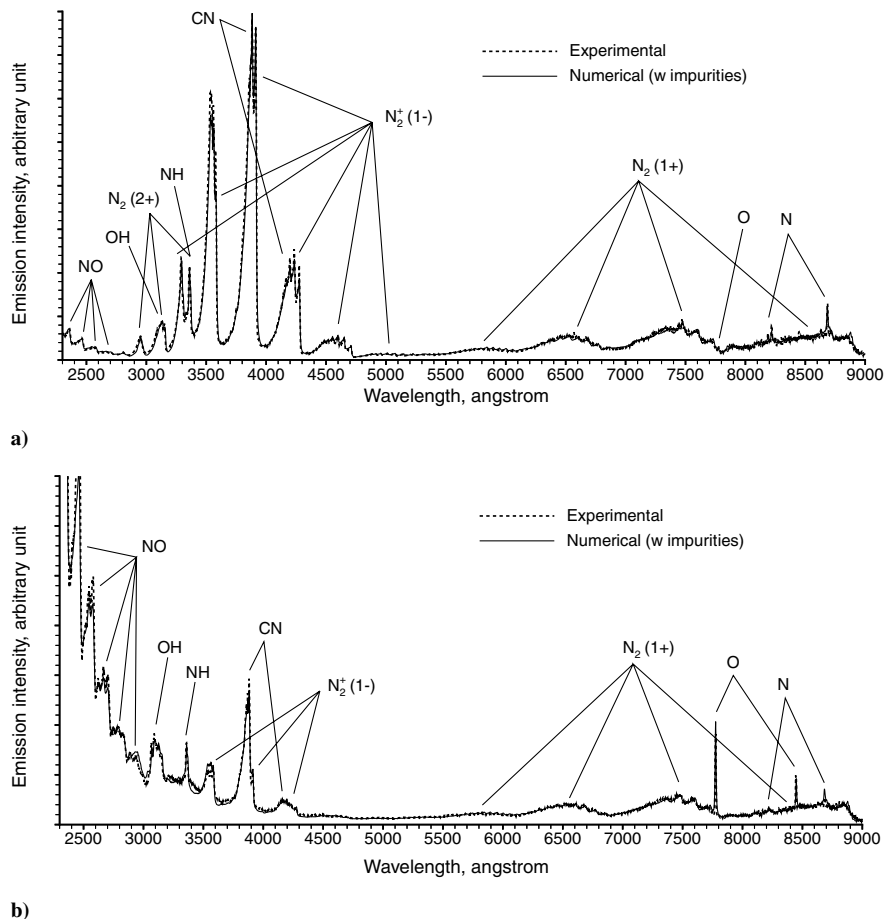 CN
Experimental
Numerical (w impurities)
N₂⁺ (1-)
NH
N₂ (1+)
N₂ (2+)
OH
O
N
NO
Emission intensity, arbitrary unit
2500 3000 3500 4000 4500 5000 5500 6000 6500 7000 7500 8000 8500 9000
Wavelength, angstrom
a)
Experimental
Numerical (w impurities)
NO
CN
OH
NH
N₂⁺ (1-)
N₂ (1+)
O
N
Emission intensity, arbitrary unit
2500 3000 3500 4000 4500 5000 5500 6000 6500 7000 7500 8000 8500 9000
Wavelength, angstrom
b)